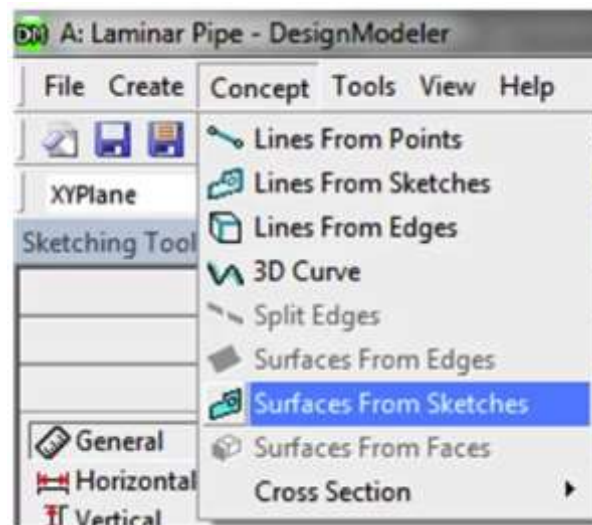 DM A: Laminar Pipe - DesignModeler
File Create Concept Tools View Help
Lines From Points
XYPlane
Lines From Sketches
Sketching Tool
Lines From Edges
3D Curve
Split Edges
Surfaces From Edges
Surfaces From Sketches
General
Surfaces From Faces
Horizontal
Cross Section
Vertical